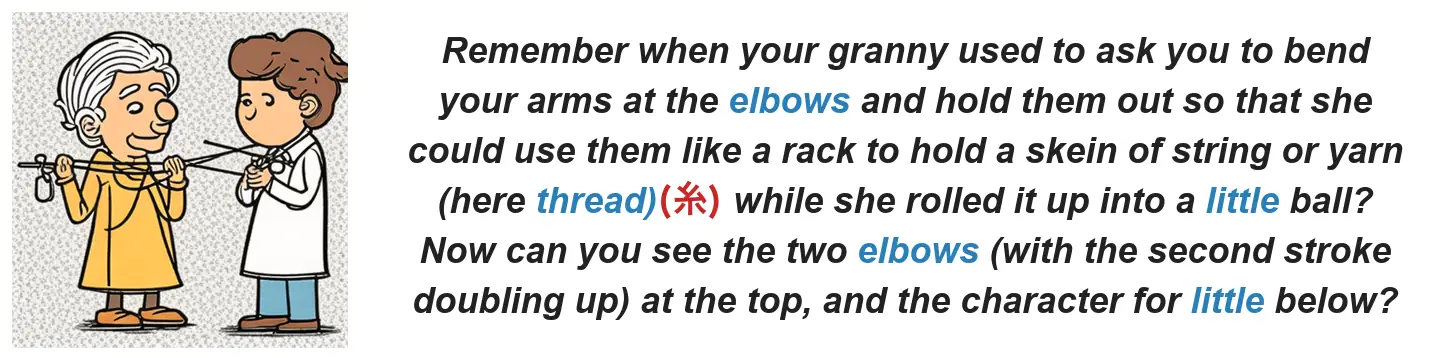 Remember when your granny used to ask you to bend
your arms at the elbows and hold them out so that she
could use them like a rack to hold a skein of string or yarn
(here thread)(糸) while she rolled it up into a little ball?
Now can you see the two elbows (with the second stroke
doubling up) at the top, and the character for little below?